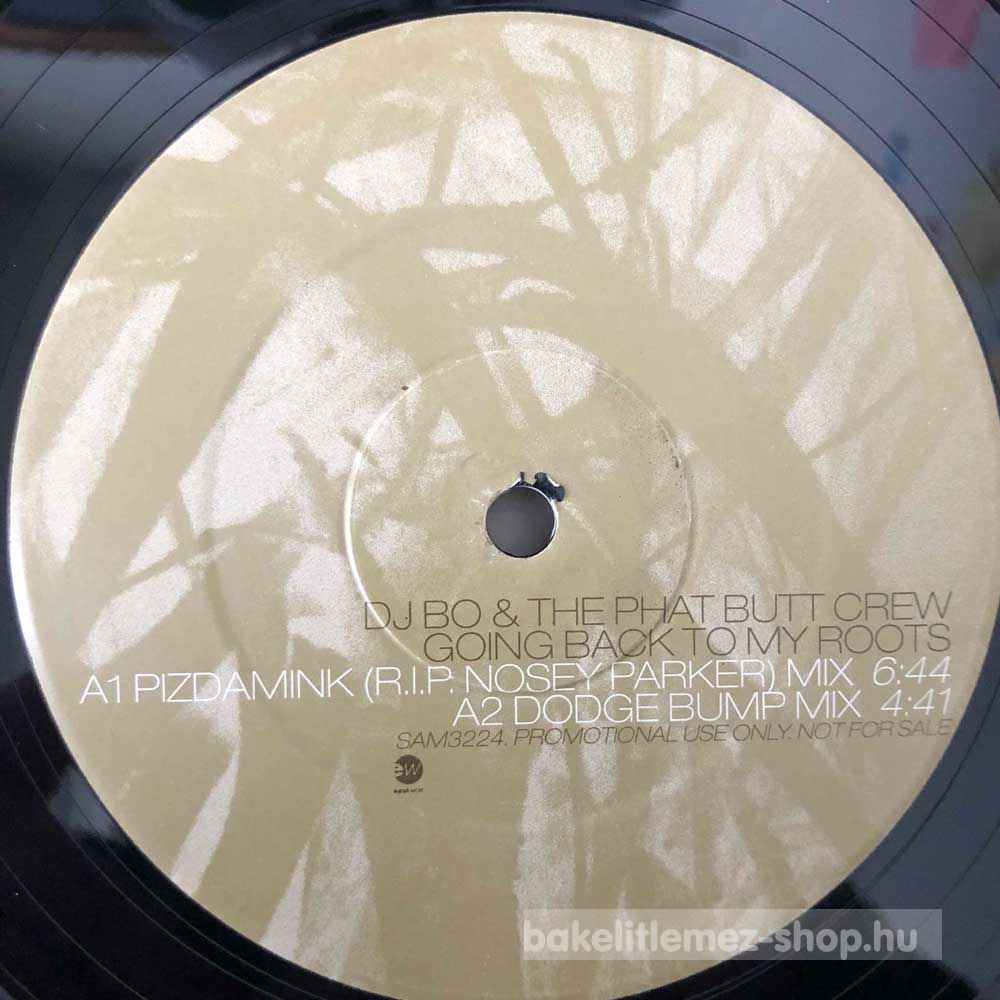 DJ BO & THE PHAT BUTT CREW
GOING BACK TO MY ROOTS
A1 PIZDAMINK (R.I.P. NOSEY PARKER) MIX 6:44
A2 DODGE BUMP MIX 4:41
SAM3224. PROMOTIONAL USE ONLY. NOT FOR SALE
ew
bakelitlemez-shop.hu